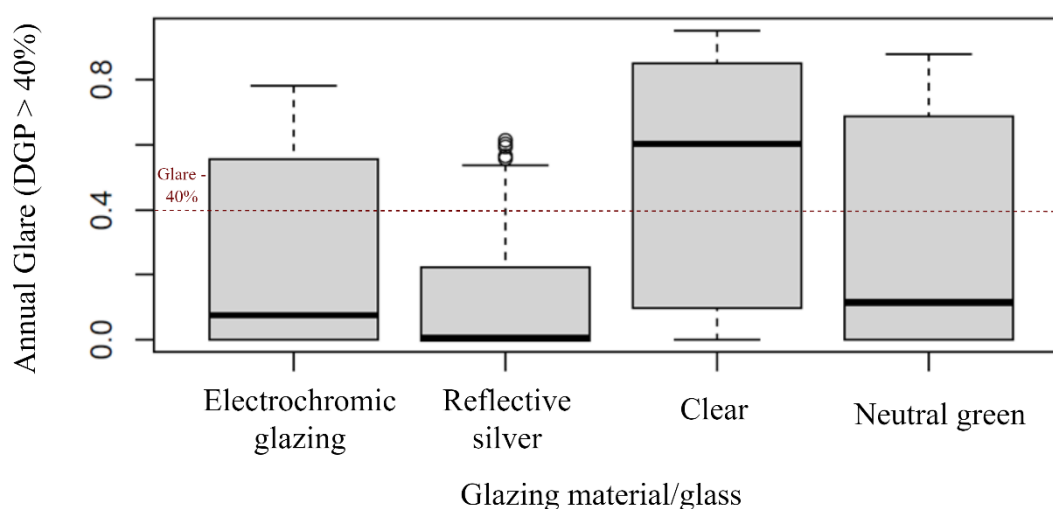 Annual Glare (DGP > 40%)
0.8
0.4
0.0
Glare -
40%
Electrochromic
glazing
Reflective
silver
Clear
Neutral green
Glazing material/glass